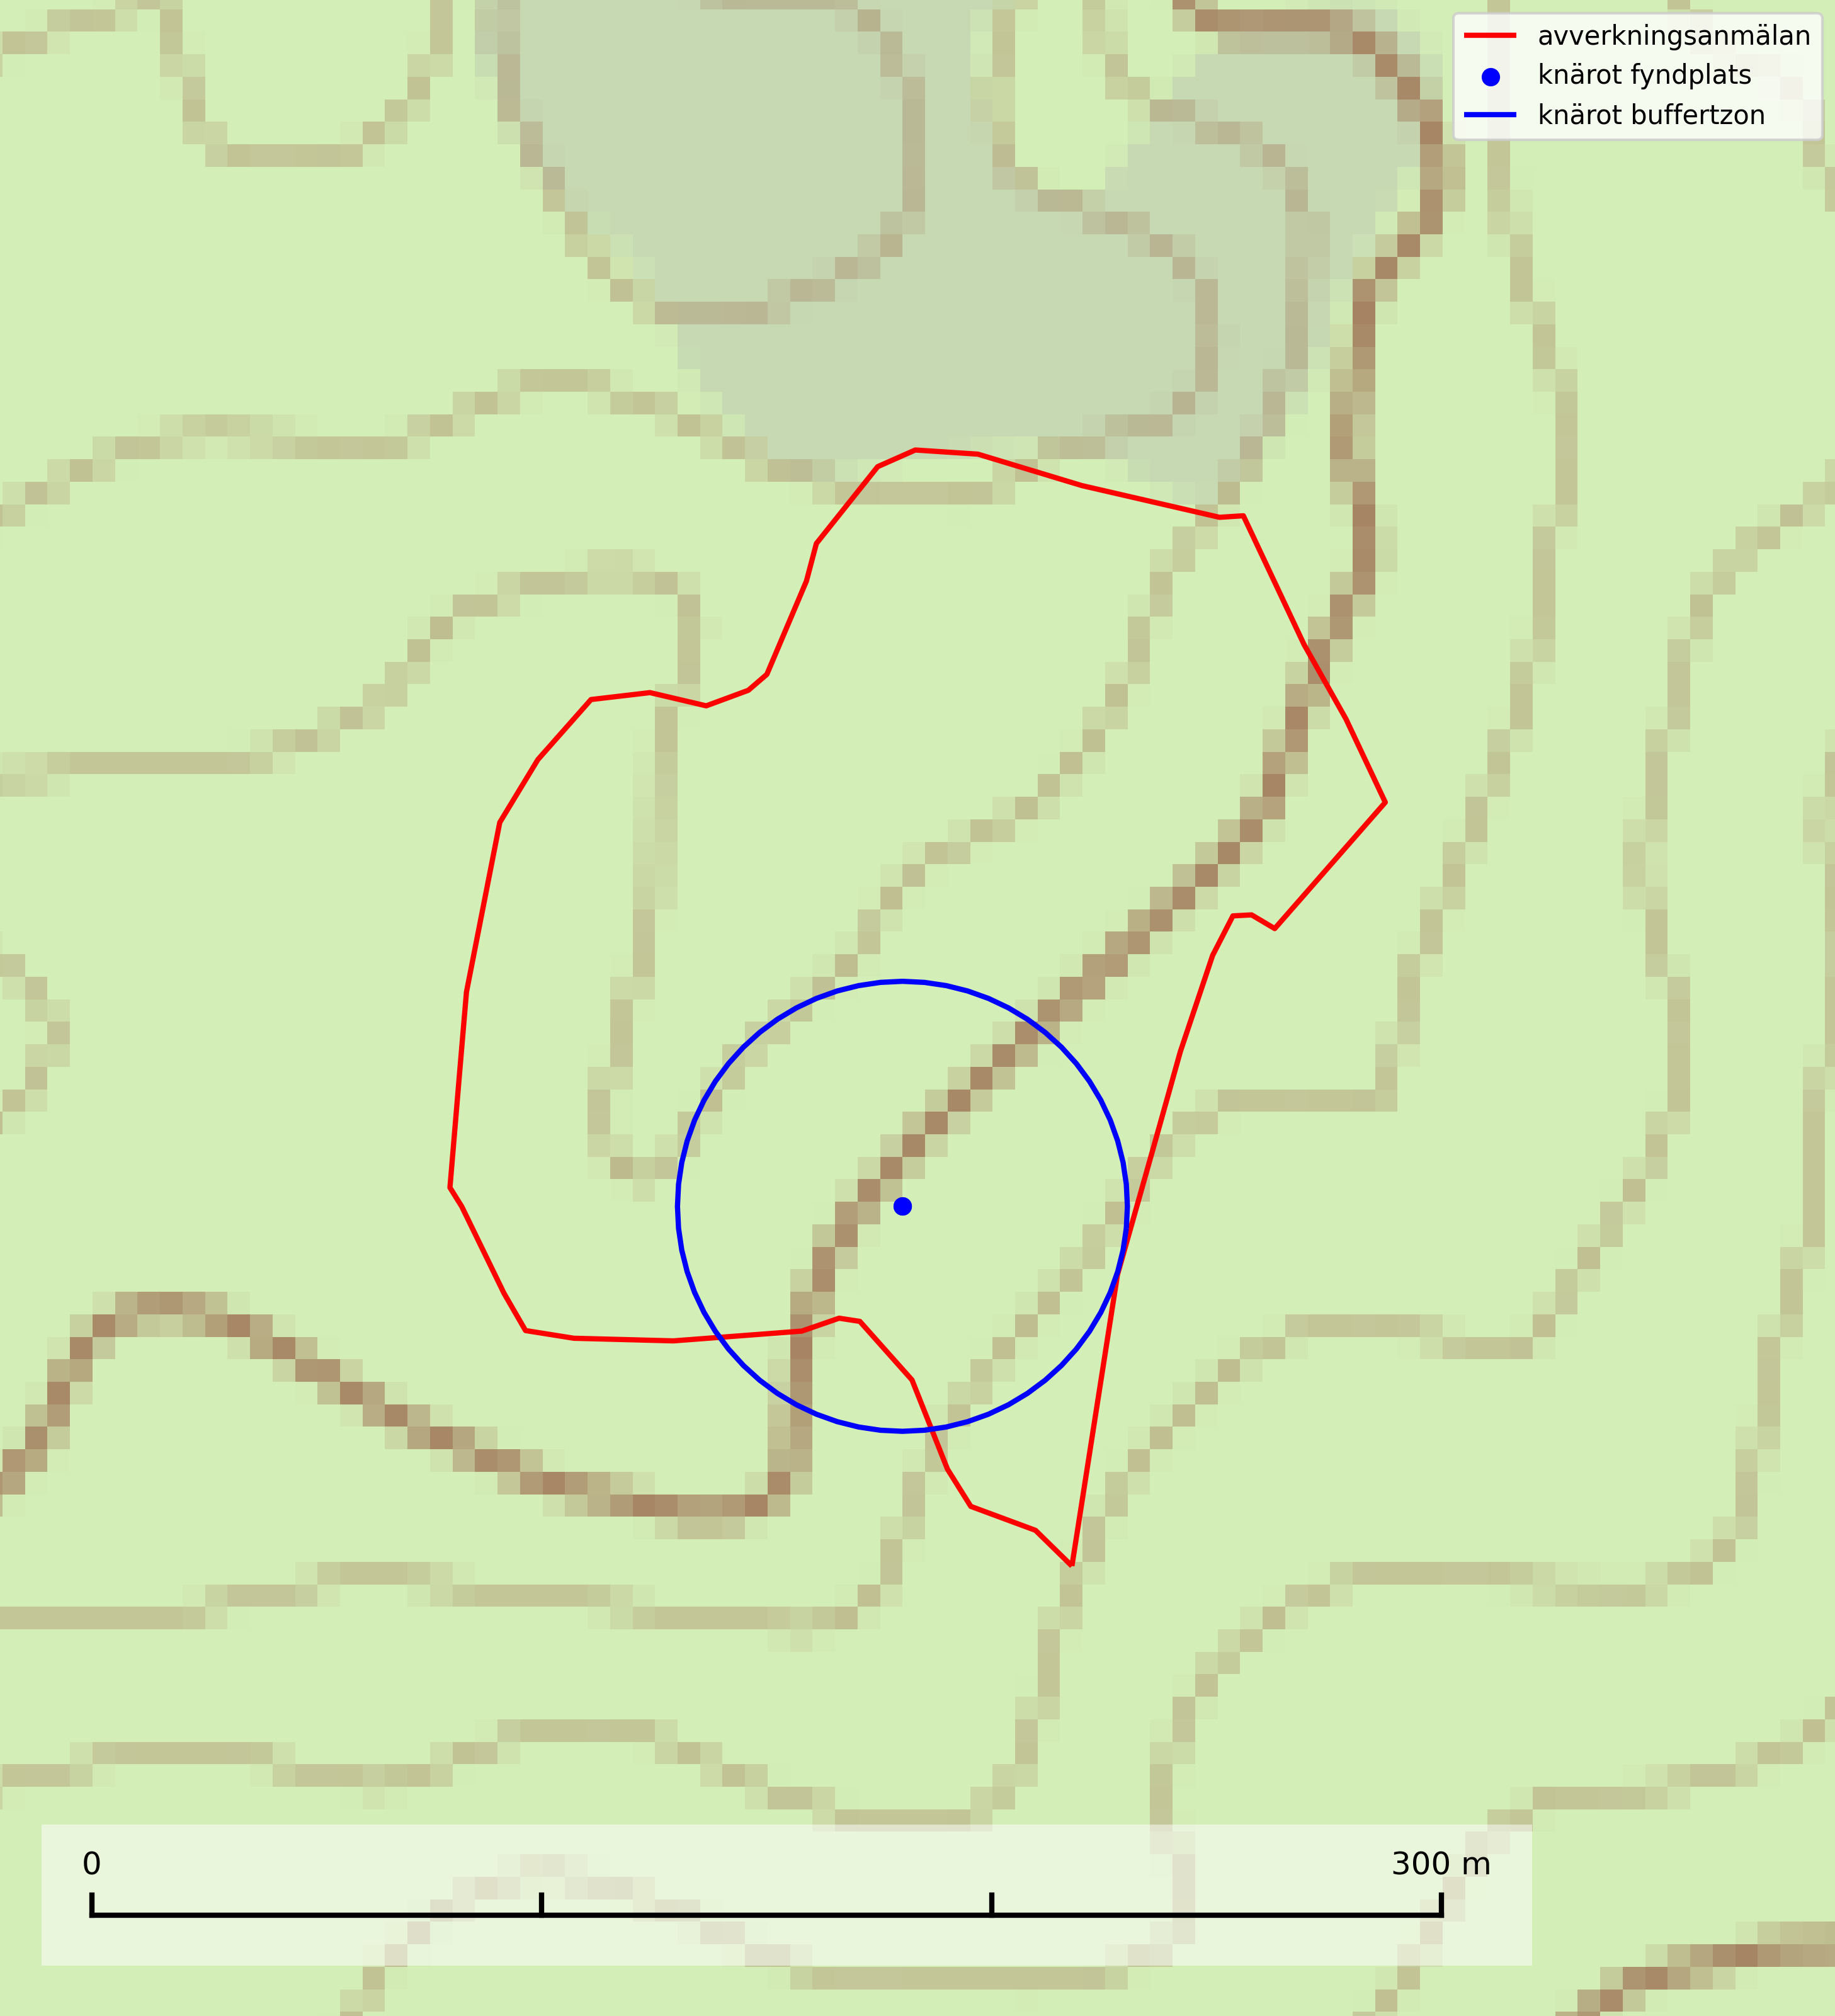 avverkningsanmälan
knärot fyndplats
knärot buffertzon
0 300 m